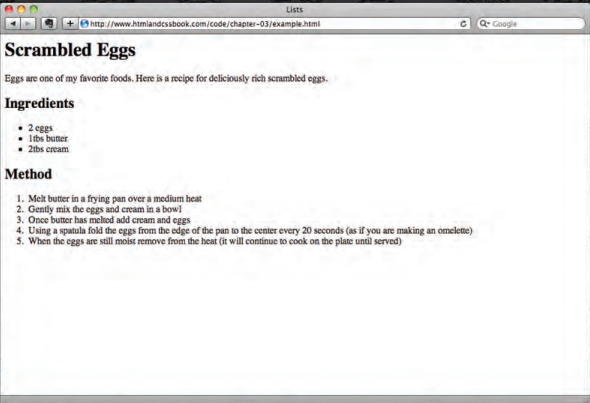 Lists
http://www.htmlandcssbook.com/code/chapter-03/example.html
Google
Scrambled Eggs
Eggs are one of my favorite foods. Here is a recipe for deliciously rich scrambled eggs.
Ingredients
• 2 eggs
• 1tbs butter
• 2tbs cream
Method
1. Melt butter in a frying pan over a medium heat
2. Gently mix the eggs and cream in a bowl
3. Once butter has melted add cream and eggs
4. Using a spatula fold the eggs from the edge of the pan to the center every 20 seconds (as if you are making an omelette)
5. When the eggs are still moist remove from the heat (it will continue to cook on the plate until served)